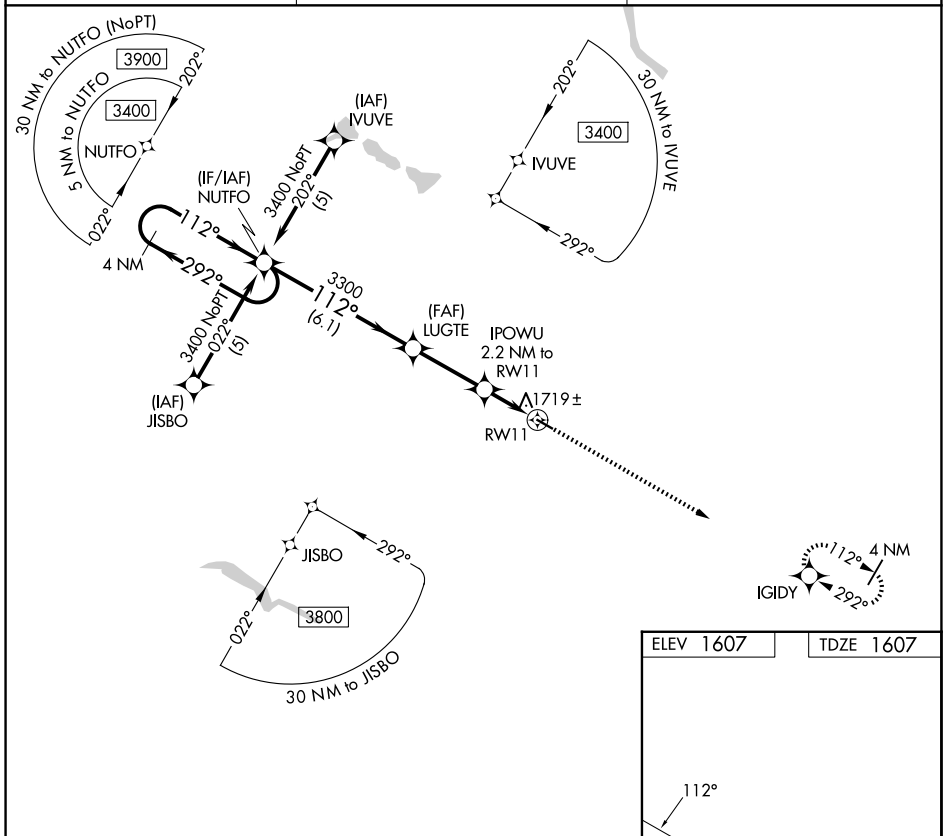 30 NM to NUTFO (NoPT)
3900
5 NM to NUTFO
3400
202°
NUTFO
022°
(IAF)
IVUVE
3400 NoPT
202°
(5)
(IF/IAF)
NUTFO
112°
4 NM
292°
3400 NoPT
022°
(5)
(IAF)
JISBO
3300
112°
(6.1)
(FAF)
LUGTE
IPOWU
2.2 NM to
RW11
1719±
RW11
202°
30 NM to IVUVE
3400
IVUVE
292°
JISBO
292°
022°
3800
30 NM to JISBO
112°
4 NM
IGIDY
292°
ELEV 1607
TDZE 1607
112°